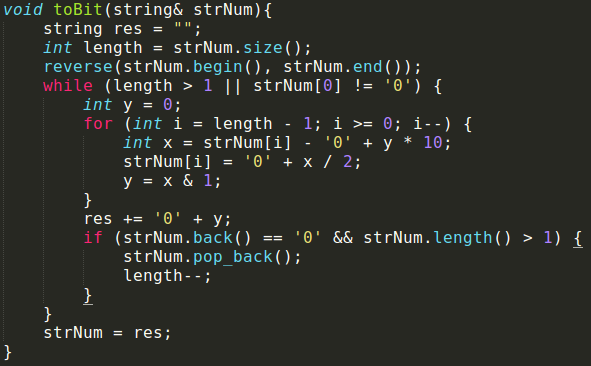 void toBit(string& strNum){
    string res = "";
    int length = strNum.size();
    reverse(strNum.begin(), strNum.end());
    while (length > 1 || strNum[0] != '0') {
        int y = 0;
        for (int i = length - 1; i >= 0; i--) {
            int x = strNum[i] - '0' + y * 10;
            strNum[i] = '0' + x / 2;
            y = x & 1;
        }
        res += '0' + y;
        if (strNum.back() == '0' && strNum.length() > 1) {
            strNum.pop_back();
            length--;
        }
    }
    strNum = res;
}